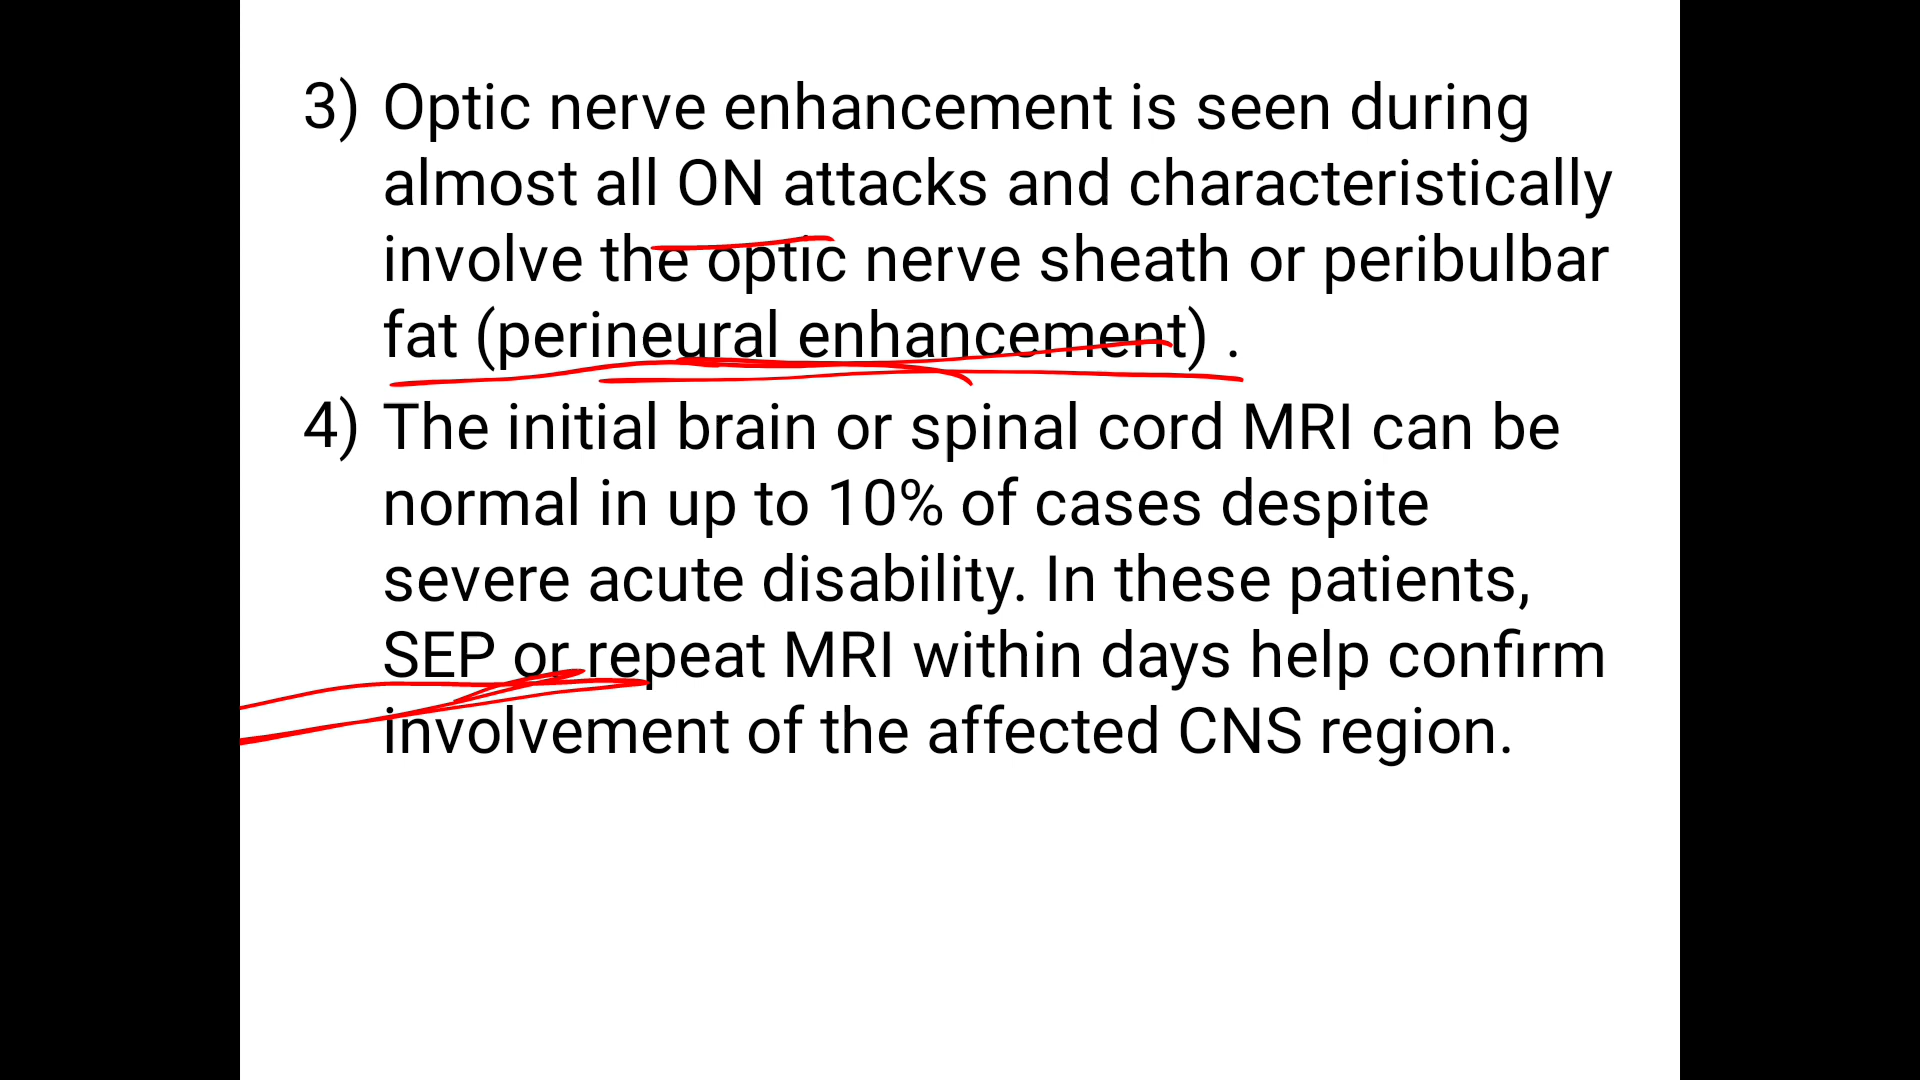 3) Optic nerve enhancement is seen during
almost all ON attacks and characteristically
involve the optic nerve sheath or peribulbar
fat (perineural enhancement) .
4) The initial brain or spinal cord MRI can be
normal in up to 10% of cases despite
severe acute disability. In these patients,
SEP or repeat MRI within days help confirm
involvement of the affected CNS region.